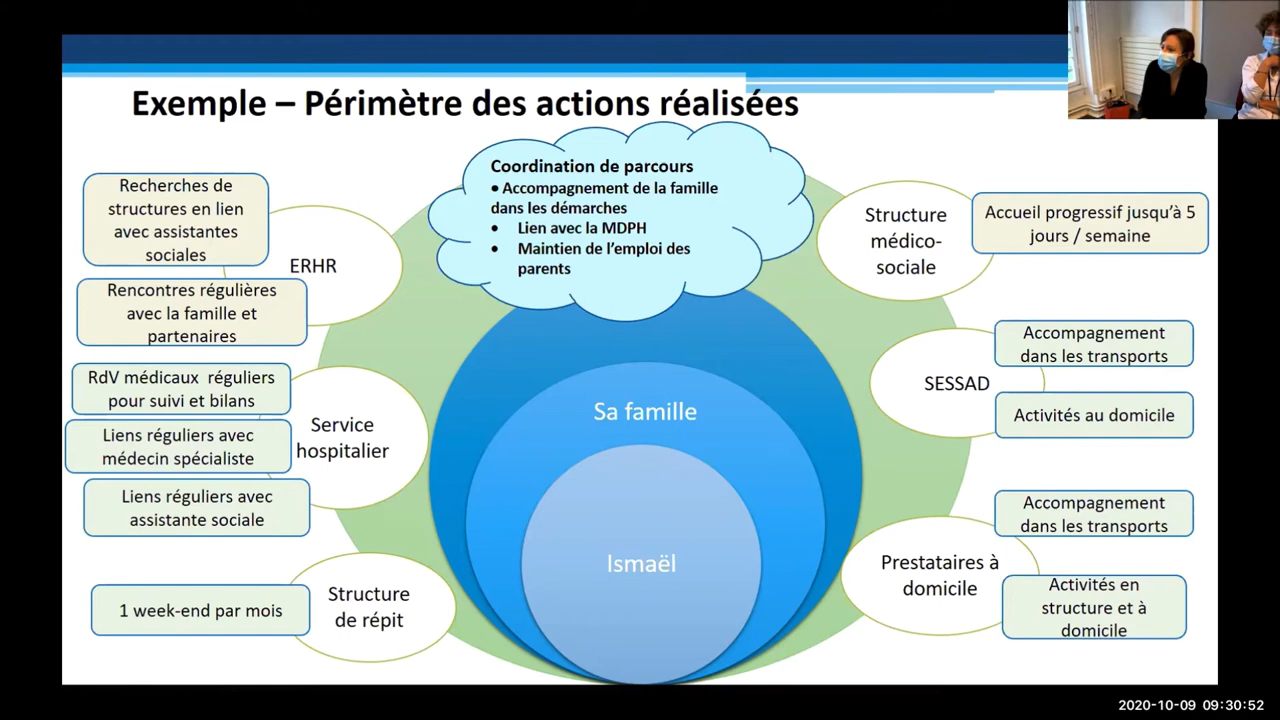 Exemple – Périmètre des actions réalisées
Coordination de parcours
• Accompagnement de la famille
dans les démarches
• Lien avec la MDPH
• Maintien de l’emploi des
parents
Recherches de
structures en lien
avec assistantes
sociales
ERHR
Rencontres régulières
avec la famille et
partenaires
RdV médicaux réguliers
pour suivi et bilans
Liens réguliers avec
médecin spécialiste
Liens réguliers avec
assistante sociale
Service
hospitalier
1 week-end par mois
Structure
de répit
Sa famille
Ismaël
Structure
médico-
sociale
Accueil progressif jusqu’à 5
jours / semaine
SESSAD
Accompagnement
dans les transports
Activités au domicile
Prestataires à
domicile
Accompagnement
dans les transports
Activités en
structure et à
domicile
2020-10-09 09:30:52